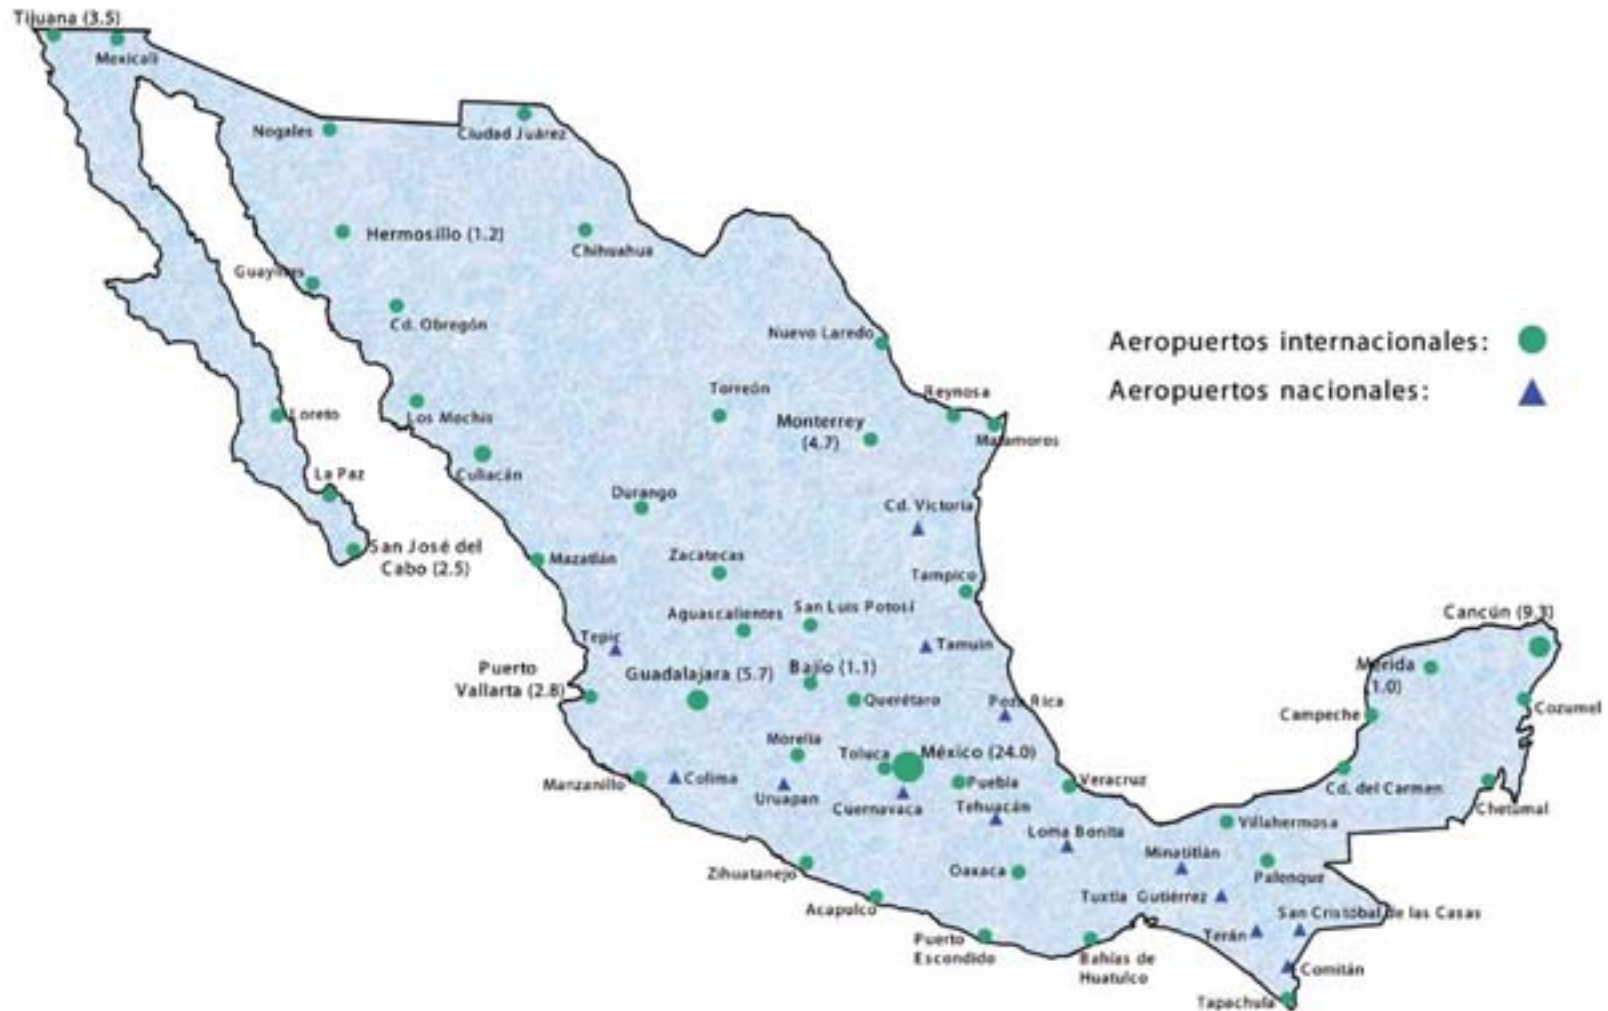 Tijuana (3.5)
Mexicali
Nogales
Ciudad Juárez
Hermosillo (1.2)
Chihuahua
Guaymas
Cd. Obregón
Nuevo Laredo
Aeropuertos internacionales:
Aeropuertos nacionales:
Torreón
Reynosa
Loreto
Los Mochis
Monterrey
(4.7)
Matamoros
La Paz
Culiacán
Durango
Cd. Victoria
San José del
Cabo (2.5)
Mazatlán
Zacatecas
Tampico
Aguascalientes
San Luis Potosí
Cancún (9.3)
Tepic
Tamuin
Puerto
Vallarta (2.8)
Guadalajara (5.7)
Bajío (1.1)
Mérida
(1.0)
Querétaro
Poza Rica
Campeche
Cozumel
Morelia
Toluca
México (24.0)
Manzanillo
Colima
Uruapan
Cuernavaca
Puebla
Tehuacán
Veracruz
Cd. del Carmen
Chetumal
Loma Bonita
Villahermosa
Minatitlán
Zihuatanejo
Oaxaca
Palenque
Acapulco
Tuxtla Gutiérrez
San Cristóbal de las Casas
Puerto
Escondido
Bahías de
Huatulco
Terán
Comitán
Tapachula